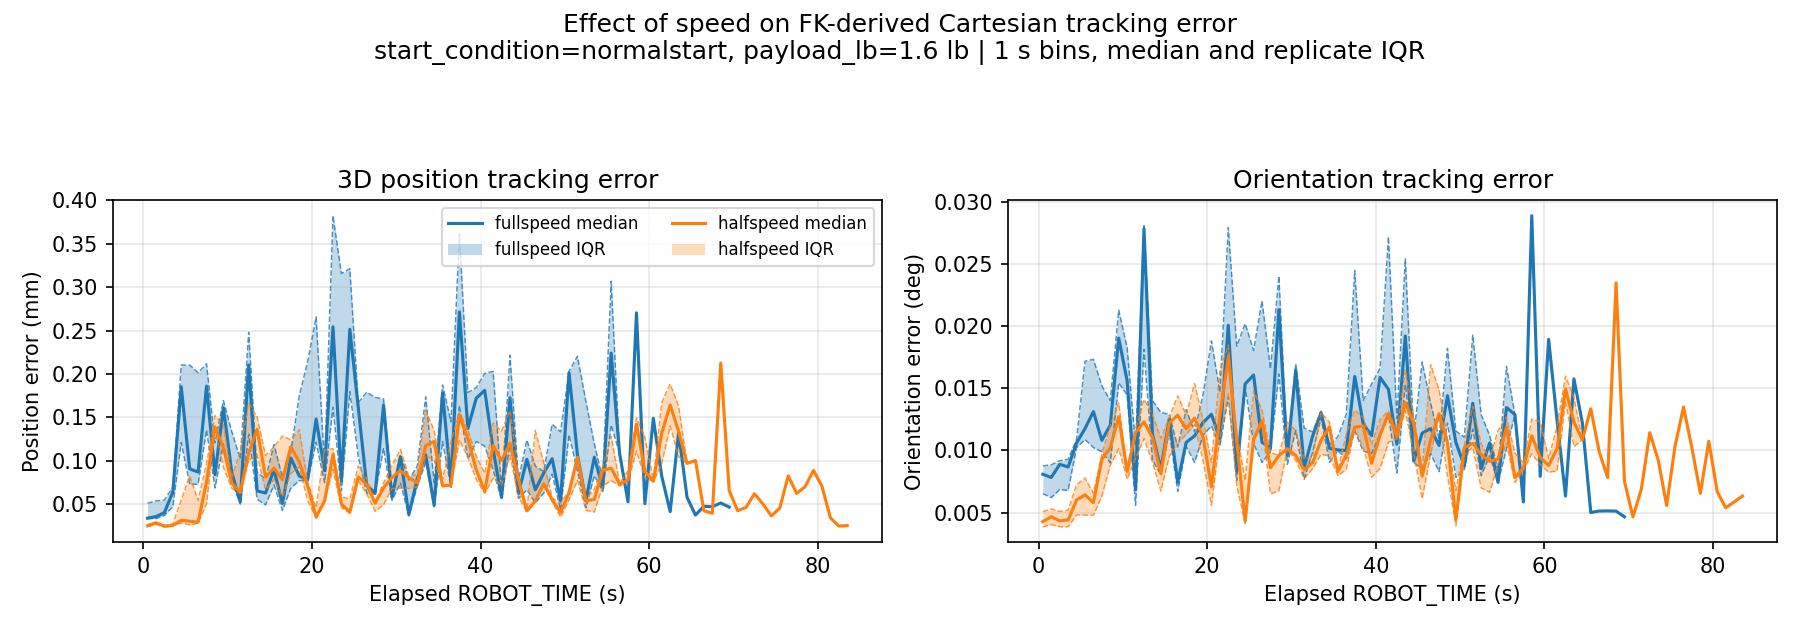 Effect of speed on FK-derived Cartesian tracking error
start_condition=normalstart, payload_lb=1.6 lb | 1 s bins, median and replicate IQR
3D position tracking error
Position error (mm)
0.40
0.35
0.30
0.25
0.20
0.15
0.10
0.05
fullspeed median
fullspeed IQR
halfspeed median
halfspeed IQR
0 20 40 60 80
Elapsed ROBOT_TIME (s)
Orientation tracking error
Orientation error (deg)
0.030
0.025
0.020
0.015
0.010
0.005
0 20 40 60 80
Elapsed ROBOT_TIME (s)